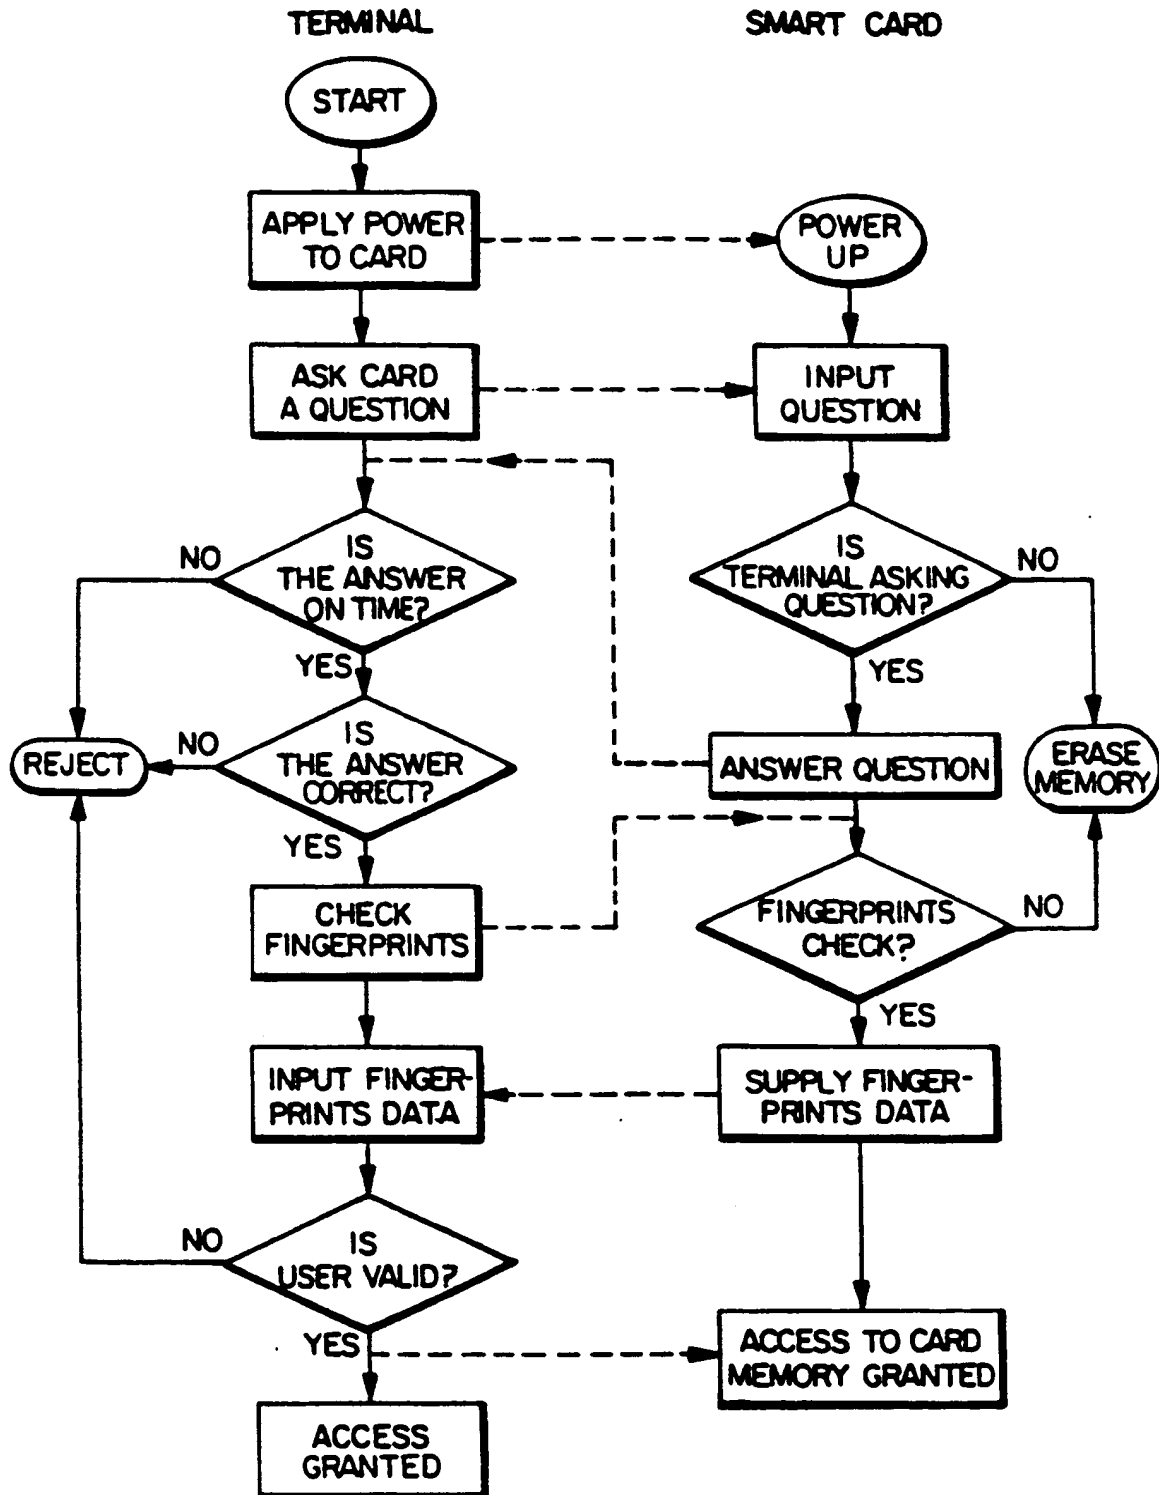 TERMINAL
SMART CARD
START
APPLY POWER
TO CARD
POWER
UP
ASK CARD
A QUESTION
INPUT
QUESTION
IS
THE ANSWER
ON TIME?
NO
YES
IS
TERMINAL ASKING
QUESTION?
NO
YES
REJECT
NO
IS
THE ANSWER
CORRECT?
YES
ANSWER QUESTION
ERASE
MEMORY
CHECK
FINGERPRINTS
FINGERPRINTS
CHECK?
NO
YES
INPUT FINGER-
PRINTS DATA
SUPPLY FINGER-
PRINTS DATA
NO
IS
USER VALID?
YES
ACCESS TO CARD
MEMORY GRANTED
ACCESS
GRANTED